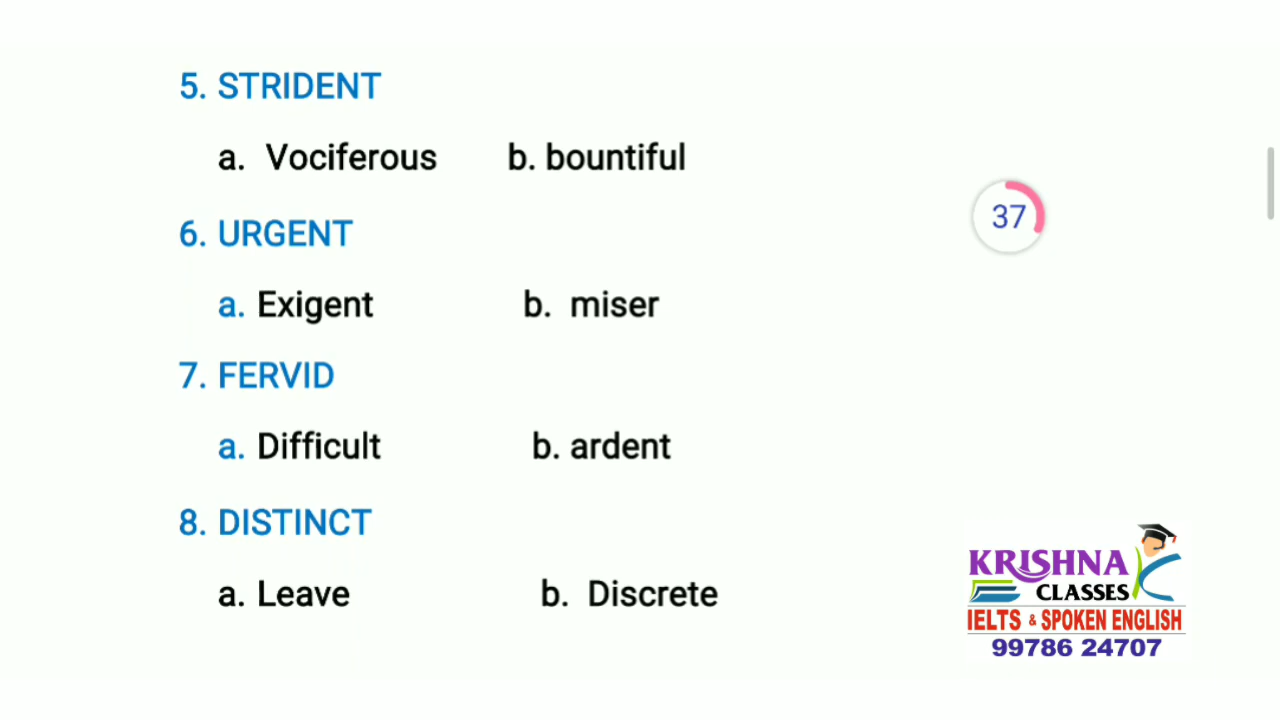 5. STRIDENT
a. Vociferous b. bountiful
37
6. URGENT
a. Exigent b. miser
7. FERVID
a. Difficult b. ardent
8. DISTINCT
a. Leave b. Discrete
KRISHNA
CLASSES
IELTS & SPOKEN ENGLISH
99786 24707